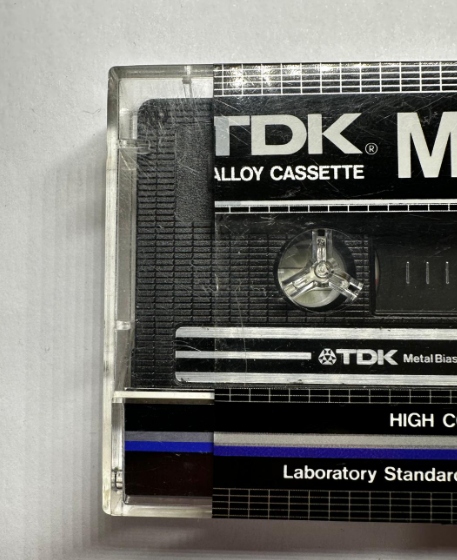 TDK® M
ALLOY CASSETTE
TDK Metal Bias
HIGH C
Laboratory Standard